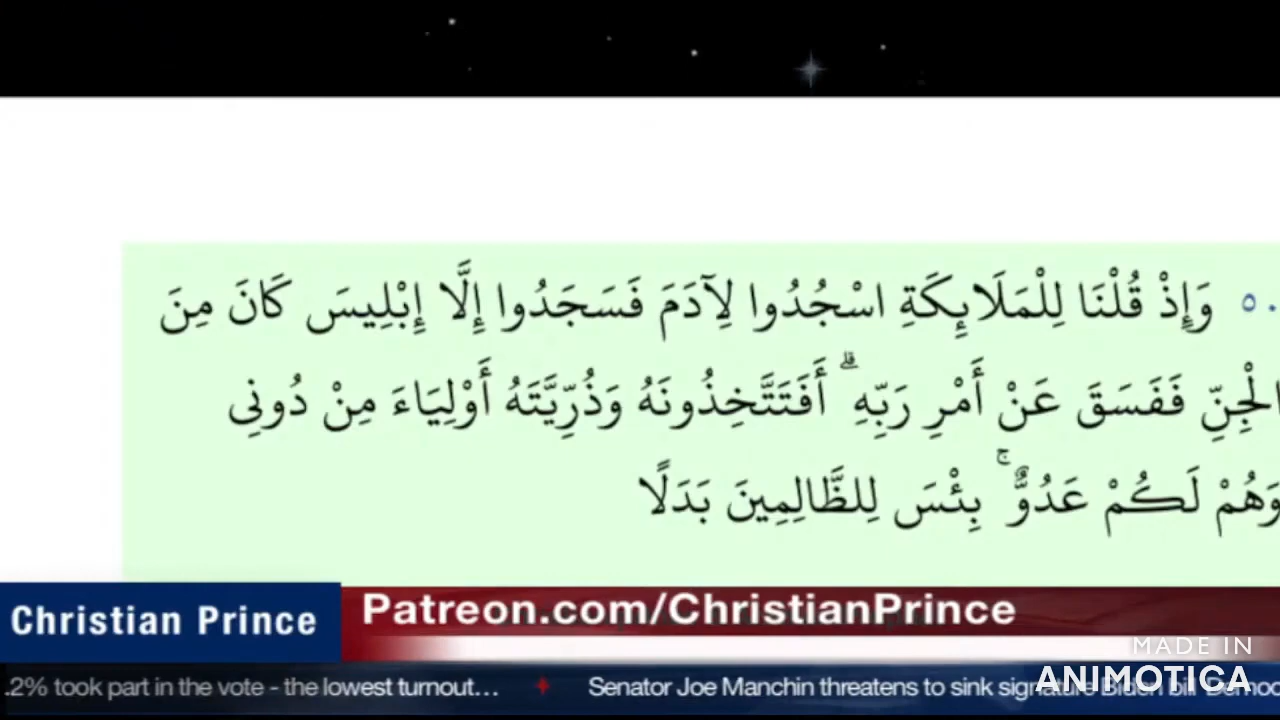 ٥٠ وَإِذْ قُلْنَا لِلْمَلَايِكَةِ اسْجُدُوا لِآدَمَ فَسَجَدُوا إِلَّا إِبْلِيسَ كَانَ مِنَ
الْجِنِّ فَفَسَقَ عَنْ أَمْرِ رَبِّهِ ۗ أَفَتَتَّخِذُونَهُ وَذُرِّيَّتَهُ أَوْلِيَاءَ مِنْ دُونِى
وَهُمْ لَكُمْ عَدُوٌّ ۚ بِئْسَ لِلظَّالِمِينَ بَدَلًا
Christian Prince
Patreon.com/ChristianPrince
MADE IN
ANIMOTICA
.2% took part in the vote - the lowest turnout... Senator Joe Manchin threatens to sink signature Biden bill